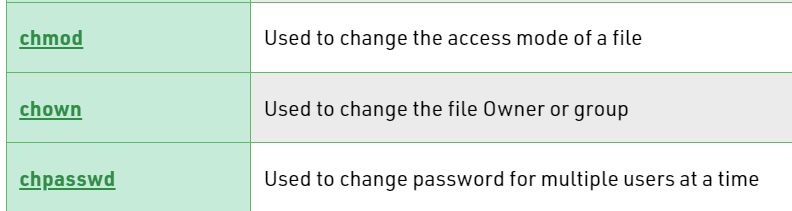 chmod Used to change the access mode of a file
chown Used to change the file Owner or group
chpasswd Used to change password for multiple users at a time